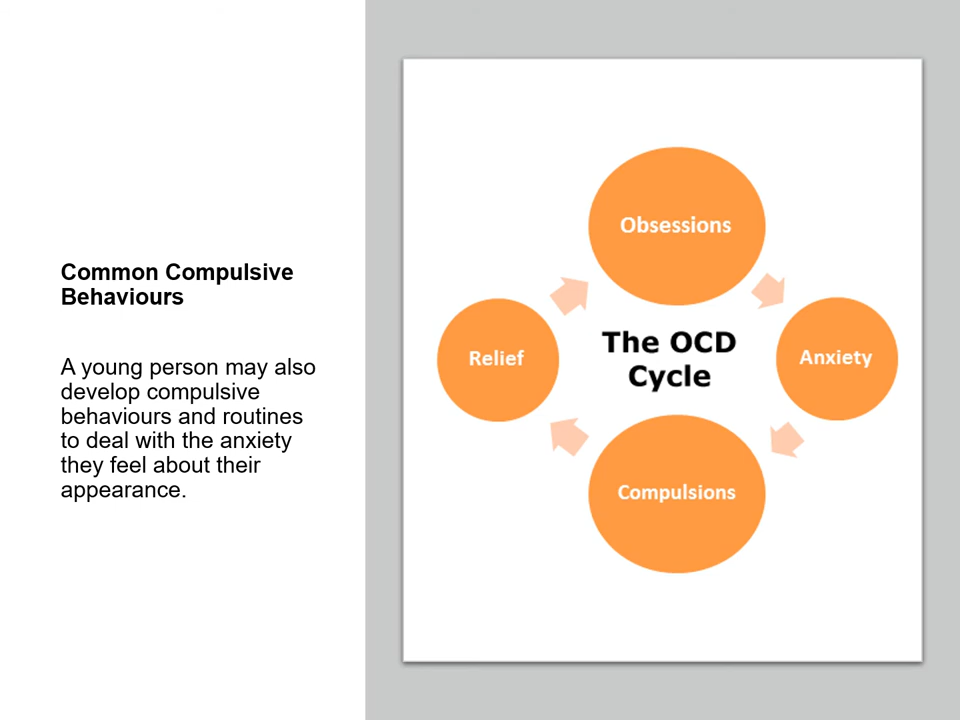 Common Compulsive
Behaviours
A young person may also
develop compulsive
behaviours and routines
to deal with the anxiety
they feel about their
appearance.
Obsessions
The OCD
Cycle
Relief
Anxiety
Compulsions